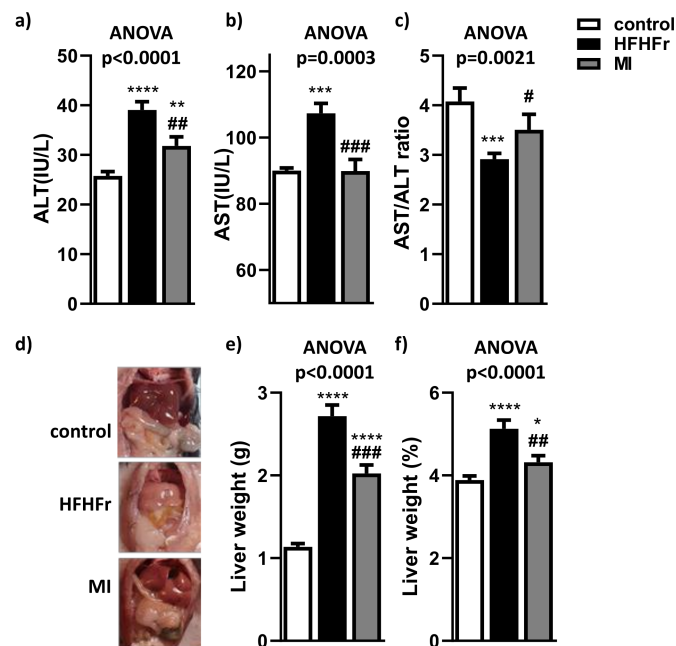 a)
ANOVA
p<0.0001
ALT(IU/L)
50
40
30
20
10
0
****
**
##
b)
ANOVA
p=0.0003
AST(IU/L)
120
100
80
60
***
###
c)
ANOVA
p=0.0021
AST/ALT ratio
5
4
3
2
1
0
***
#
control
HFHFr
MI
d)
control
HFHFr
MI
e)
ANOVA
p<0.0001
Liver weight (g)
3
2
1
0
****
****
###
f)
ANOVA
p<0.0001
Liver weight (%)
6
4
2
0
****
*
##